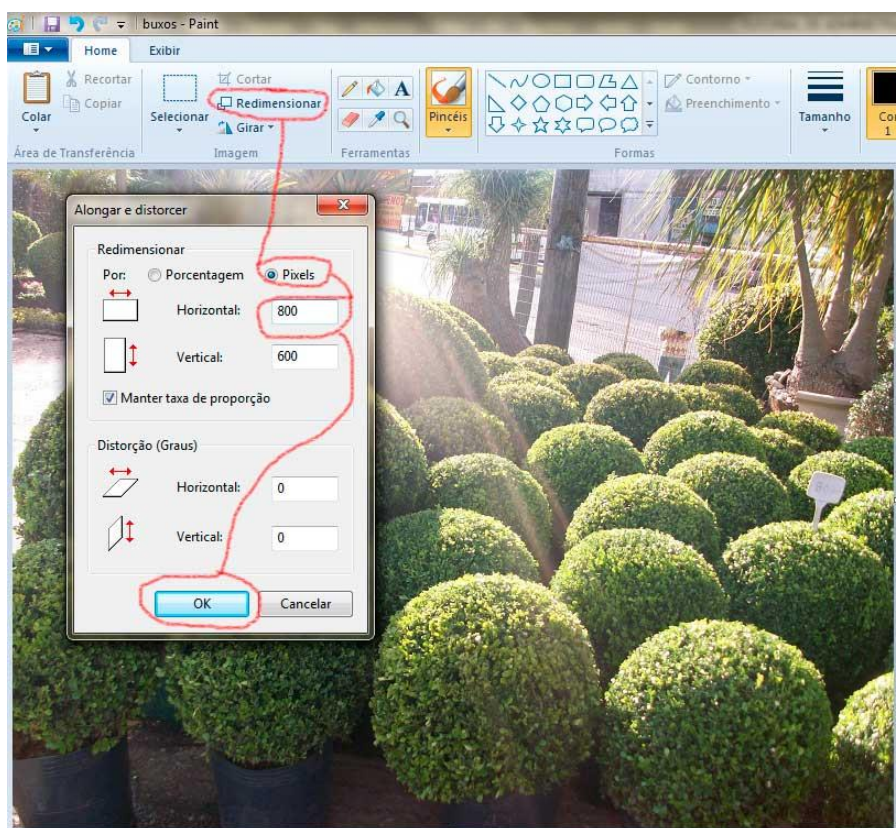 buxos - Paint
Home Exibir
Colar
Recortar
Copiar
Área de Transferência
Selecionar
Cortar
Redimensionar
Girar
Imagem
A
Ferramentas
Pincéis
Contorno
Preenchimento
Formas
Tamanho
Cor
1
Alongar e distorcer
Redimensionar
Por: Porcentagem Pixels
Horizontal: 800
Vertical: 600
Manter taxa de proporção
Distorção (Graus)
Horizontal: 0
Vertical: 0
OK Cancelar